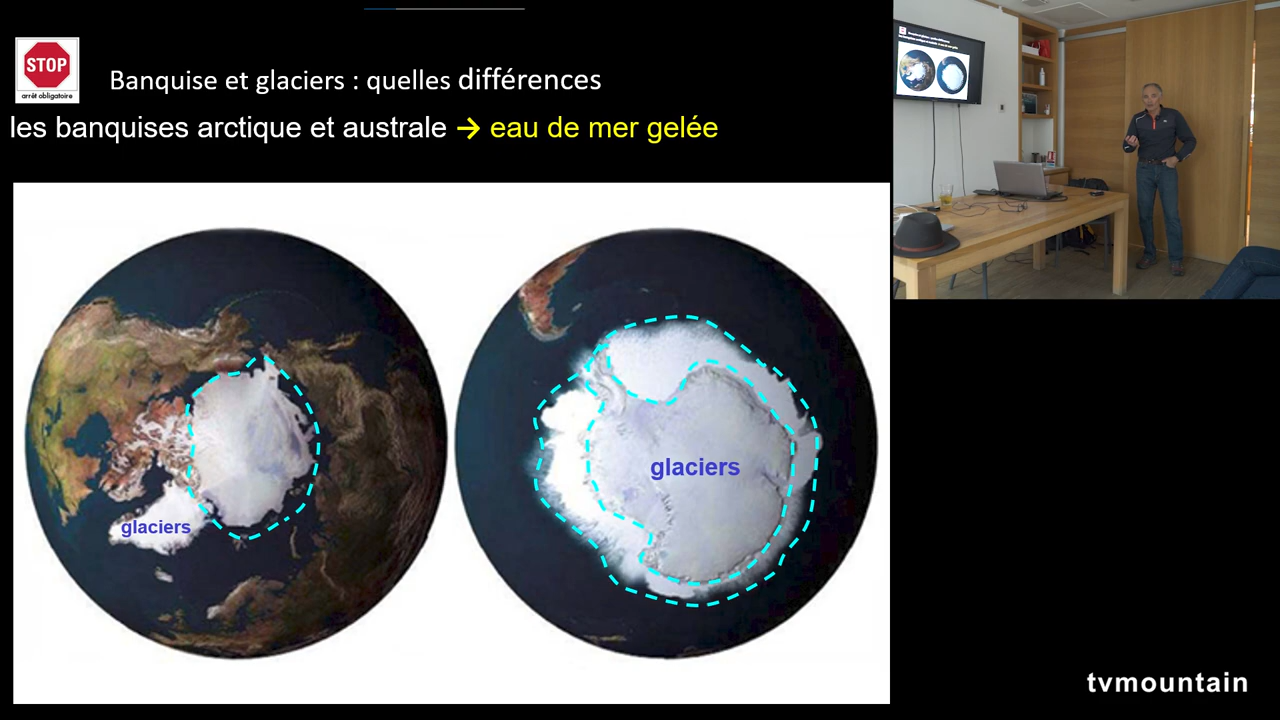 STOP
arrêt obligatoire
Banquise et glaciers : quelles différences
les banquises arctique et australe → eau de mer gelée
glaciers
glaciers
tvmountain